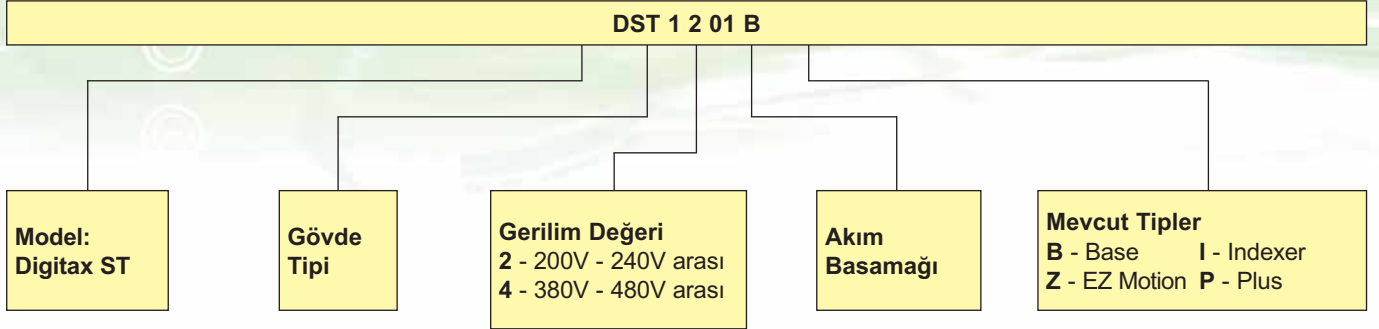 DST 1 2 01 B
Model:
Digitax ST
Gövde
Tipi
Gerilim Değeri
2 - 200V - 240V arası
4 - 380V - 480V arası
Akım
Basamağı
Mevcut Tipler
B - Base I - Indexer
Z - EZ Motion P - Plus